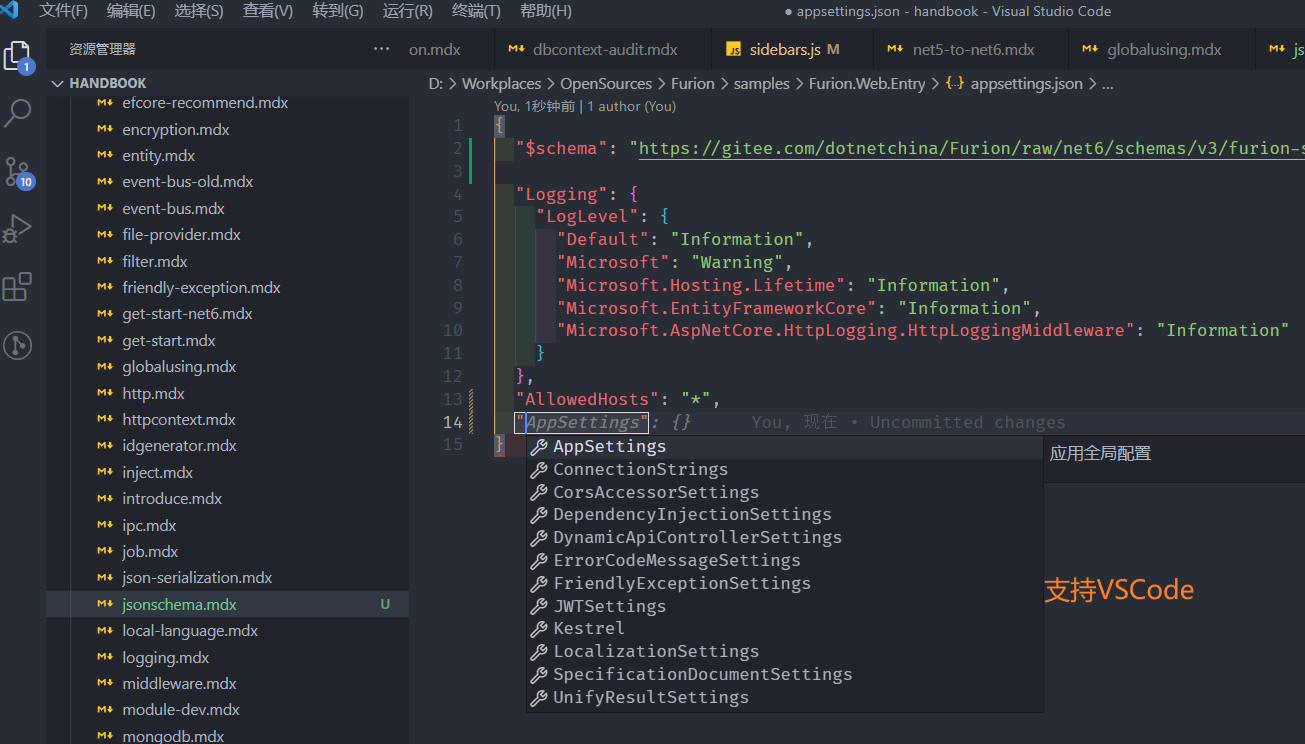 文件(F) 编辑(E) 选择(S) 查看(V) 转到(G) 运行(R) 终端(T) 帮助(H) ● appsettings.json - handbook - Visual Studio Code
资源管理器 ··· on.mdx dbcontext-audit.mdx JS sidebars.js M net5-to-net6.mdx globalusing.mdx js
1
HANDBOOK
D: > Workplaces > OpenSources > Furion > samples > Furion.Web.Entry > {..} appsettings.json > ...
efcore-recommend.mdx
encryption.mdx
entity.mdx
event-bus-old.mdx
10
event-bus.mdx
file-provider.mdx
filter.mdx
friendly-exception.mdx
get-start-net6.mdx
get-start.mdx
globalusing.mdx
http.mdx
httpcontext.mdx
idgenerator.mdx
inject.mdx
introduce.mdx
ipc.mdx
job.mdx
json-serialization.mdx
jsonschema.mdx U
local-language.mdx
logging.mdx
middleware.mdx
module-dev.mdx
mongodb.mdx
You, 1秒钟前 | 1 author (You)
1 {
2 "$schema": "https://gitee.com/dotnetchina/Furion/raw/net6/schemas/v3/furion-s
3
4 "Logging": {
5 "LogLevel": {
6 "Default": "Information",
7 "Microsoft": "Warning",
8 "Microsoft.Hosting.Lifetime": "Information",
9 "Microsoft.EntityFrameworkCore": "Information",
10 "Microsoft.AspNetCore.HttpLogging.HttpLoggingMiddleware": "Information"
11 }
12 },
13 "AllowedHosts": "*",
14 "AppSettings": {} You, 现在 • Uncommitted changes
15 }
AppSettings
应用全局配置
ConnectionStrings
CorsAccessorSettings
DependencyInjectionSettings
DynamicApiControllerSettings
ErrorCodeMessageSettings
FriendlyExceptionSettings
JWTSettings
Kestrel
LocalizationSettings
SpecificationDocumentSettings
UnifyResultSettings
支持VSCode